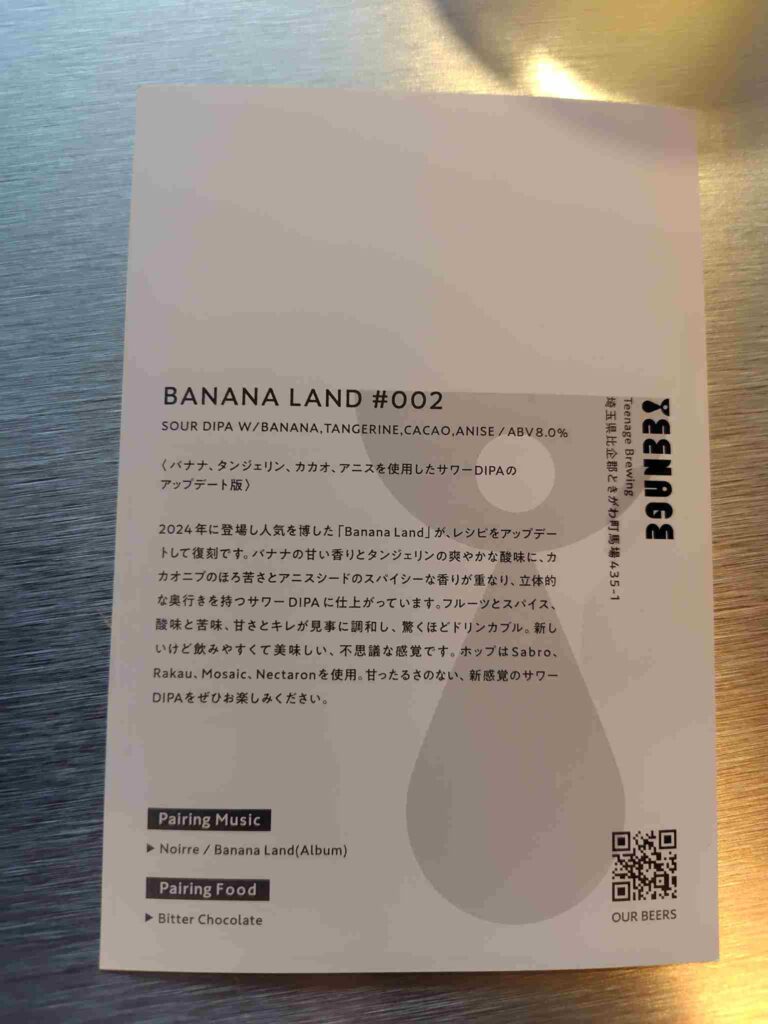 BANANA LAND #002
SOUR DIPA W/BANANA,TANGERINE,CACAO,ANISE / ABV 8.0%
〈バナナ、タンジェリン、カカオ、アニスを使用したサワーDIPAの
アップデート版〉
2024年に登場し人気を博した「Banana Land」が、レシピをアップデー
トして復刻です。バナナの甘い香りとタンジェリンの爽やかな酸味に、カ
カオニブのほろ苦さとアニスシードのスパイシーな香りが重なり、立体的
な奥行きを持つサワーDIPAに仕上がっています。フルーツとスパイス、
酸味と苦味、甘さとキレが見事に調和し、驚くほどドリンカブル。新し
いけど飲みやすくて美味しい、不思議な感覚です。ホップはSabro、
Rakau、Mosaic、Nectaronを使用。甘ったるさのない、新感覚のサワー
DIPAをぜひお楽しみください。
Pairing Music
▶ Noirre / Banana Land(Album)
Pairing Food
▶ Bitter Chocolate
TEENAGE
Teenage Brewing
埼玉県比企郡ときがわ町馬場435-1
OUR BEERS